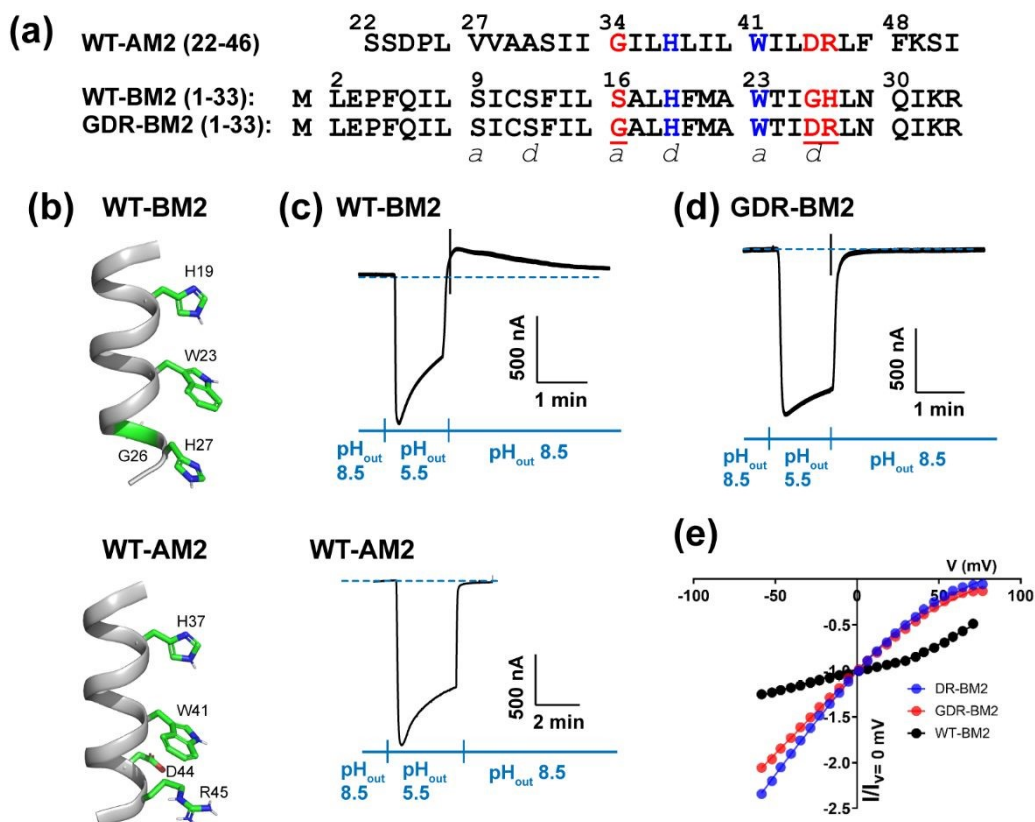 (a)
22 27 34 41 48
WT-AM2 (22-46) SSDPL VVAASII GILHLIL WILDRLF FKSI
2 9 16 23 30
WT-BM2 (1-33): M LEPFQIL SICSFIL SALHFMA WTIGHLN QIKR
GDR-BM2 (1-33): M LEPFQIL SICSFIL GALHFMA WTIDRLN QIKR
a d a d a d
(b) WT-BM2
H19
W23
G26
H27
WT-AM2
H37
W41
D44
R45
(c) WT-BM2
500 nA
1 min
pHout 8.5
pHout 5.5
pHout 8.5
WT-AM2
500 nA
2 min
pHout 8.5
pHout 5.5
pHout 8.5
(d) GDR-BM2
500 nA
1 min
pHout 8.5
pHout 5.5
pHout 8.5
(e)
V (mV)
-100 -50 0 50 100
-0.5
-1.0
-1.5
-2.0
-2.5
I/IV= 0 mV
DR-BM2
GDR-BM2
WT-BM2